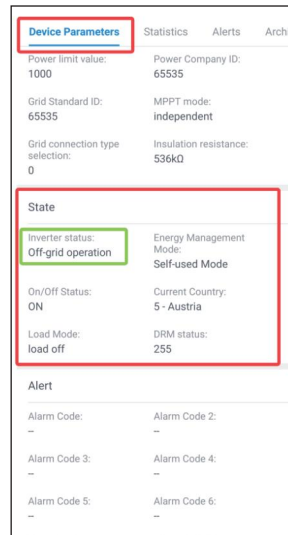 Device Parameters Statistics Alerts Arch
Power limit value: Power Company ID:
1000 65535
Grid Standard ID: MPPT mode:
65535 independent
Grid connection type Insulation resistance:
selection: 536kΩ
0
State
Inverter status: Energy Management
Off-grid operation Mode:
Self-used Mode
On/Off Status: Current Country:
ON 5 - Austria
Load Mode: DRM status:
load off 255
Alert
Alarm Code: Alarm Code 2:
-- --
Alarm Code 3: Alarm Code 4:
-- --
Alarm Code 5: Alarm Code 6:
-- --